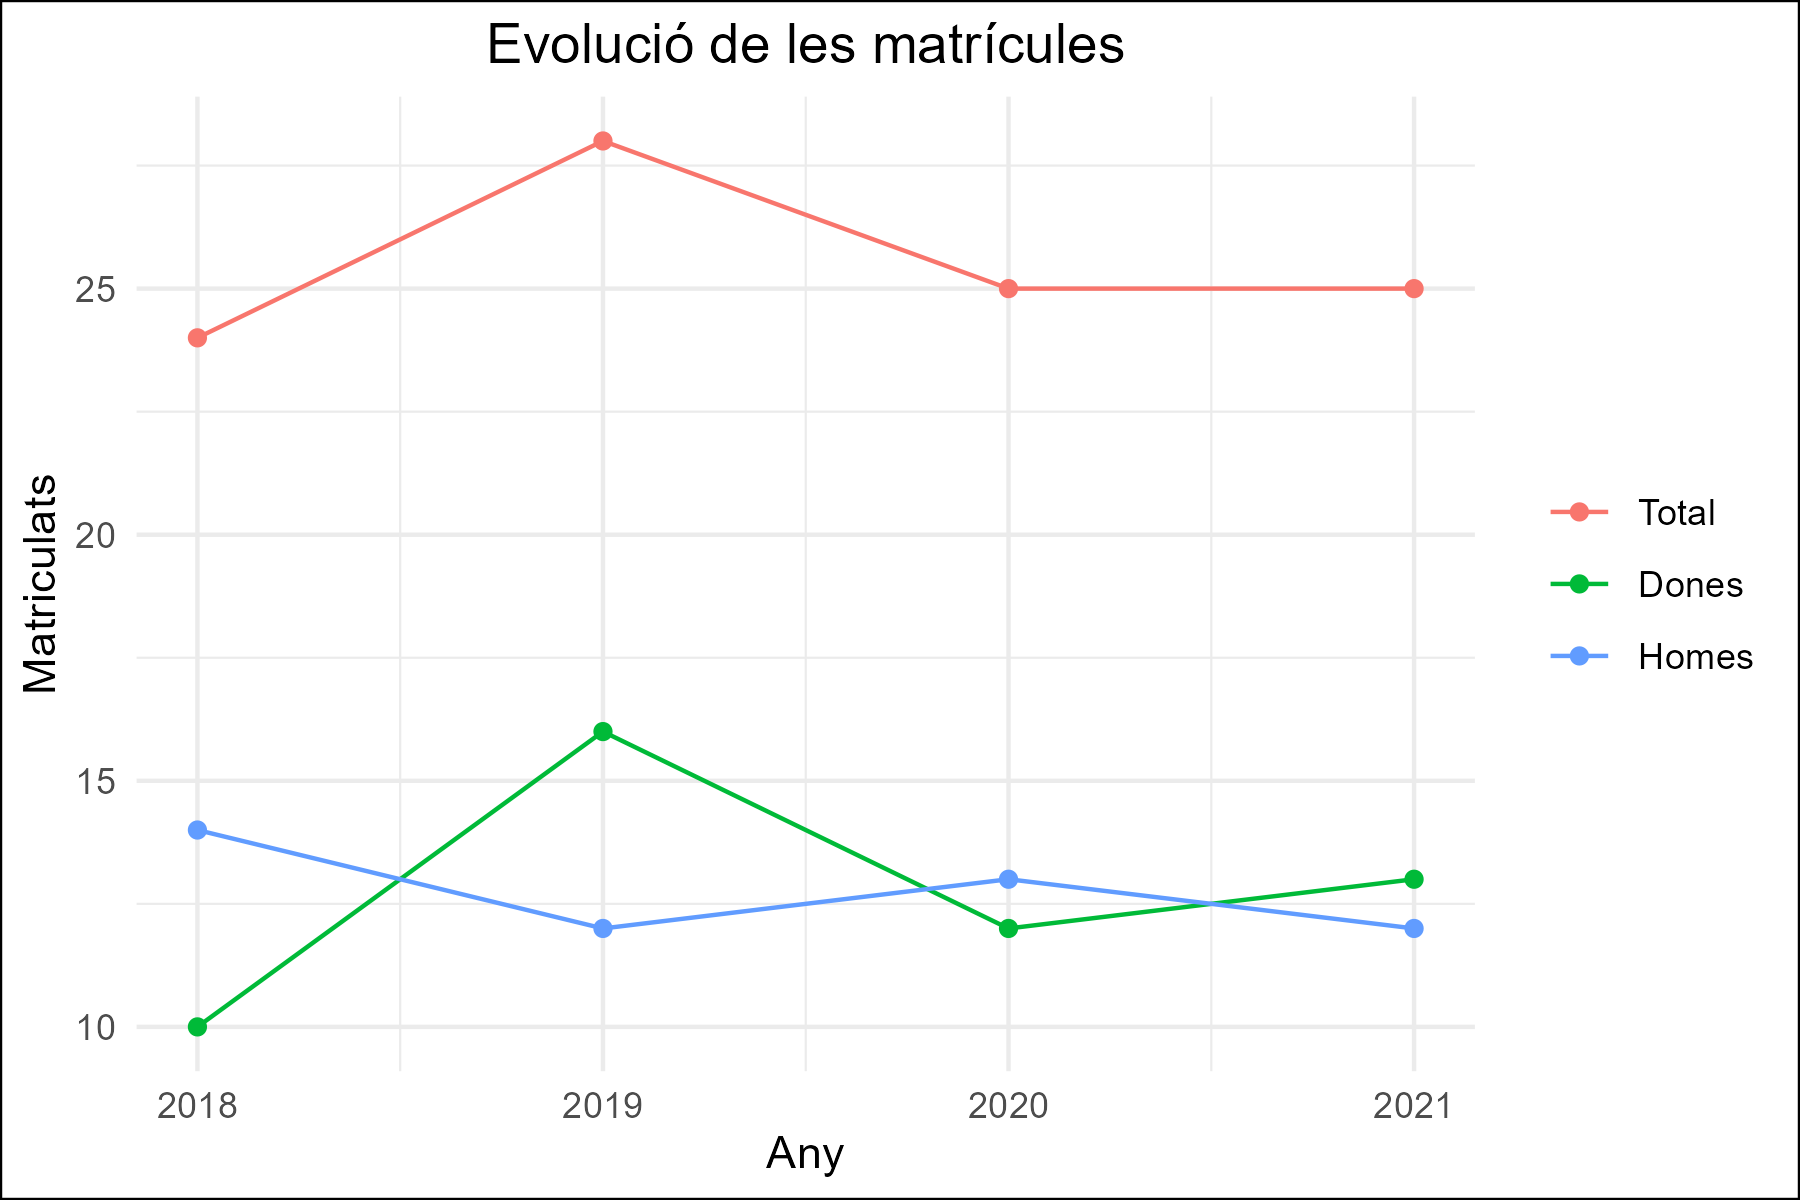 Evolució de les matrícules
Matriculats
25
20
15
10
2018
2019
2020
2021
Any
Total
Dones
Homes